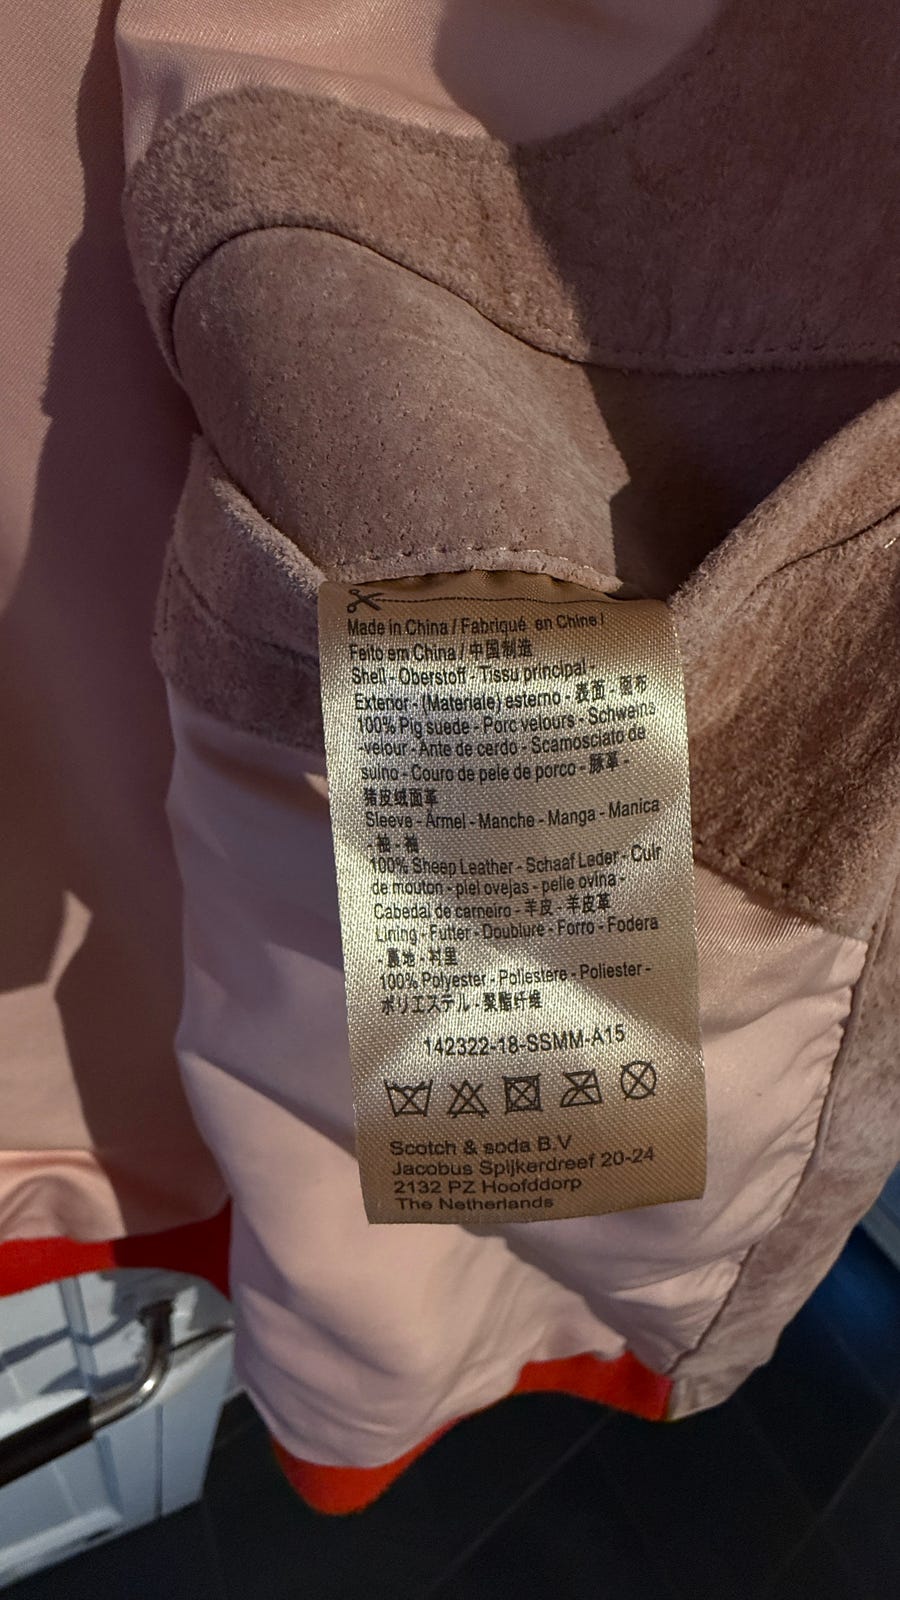 Made in China / Fabriqué en Chine /
Feito em China / 中国制造
Shell - Oberstoff - Tissu principal -
Exterior - (Materiale) esterno - 表面 - 面布
100% Pig suede - Porc velours - Schweins
-velour - Ante de cerdo - Scamosciato de
suino - Couro de pele de porco - 豚革 -
猪皮绒面革
Sleeve - Ärmel - Manche - Manga - Manica
- 袖 - 袖
100% Sheep Leather - Schaaf Leder - Cuir
de mouton - piel ovejas - pelle ovina -
Cabedal de carneiro - 羊皮 - 羊皮革
Lining - Futter - Doublure - Forro - Fodera
- 裏地 - 衬里
100% Polyester - Poliestere - Poliester -
ポリエステル - 聚酯纤维
142322-18-SSMM-A15
Scotch & soda B.V
Jacobus Spijkerdreef 20-24
2132 PZ Hoofddorp
The Netherlands